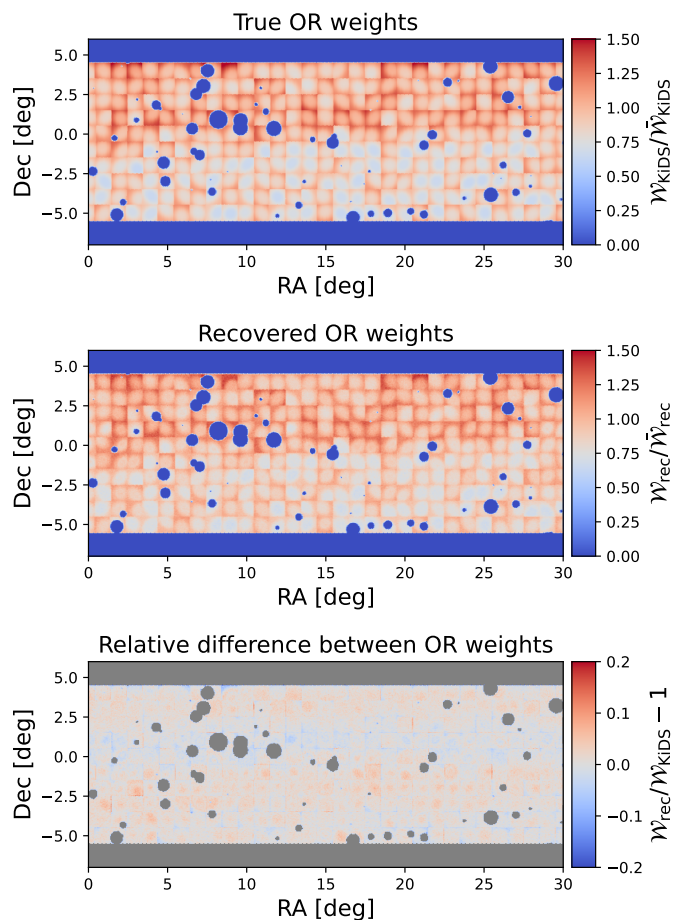 True OR weights
Dec [deg]
5.0
2.5
0.0
−2.5
−5.0
0 5 10 15 20 25 30
RA [deg]
1.50
1.25
1.00
0.75
0.50
0.25
0.00
𝒲KiDS/𝒲̄KiDS
Recovered OR weights
Dec [deg]
5.0
2.5
0.0
−2.5
−5.0
0 5 10 15 20 25 30
RA [deg]
1.50
1.25
1.00
0.75
0.50
0.25
0.00
𝒲rec/𝒲̄rec
Relative difference between OR weights
Dec [deg]
5.0
2.5
0.0
−2.5
−5.0
0 5 10 15 20 25 30
RA [deg]
0.2
0.1
0.0
−0.1
−0.2
𝒲rec/𝒲KiDS − 1